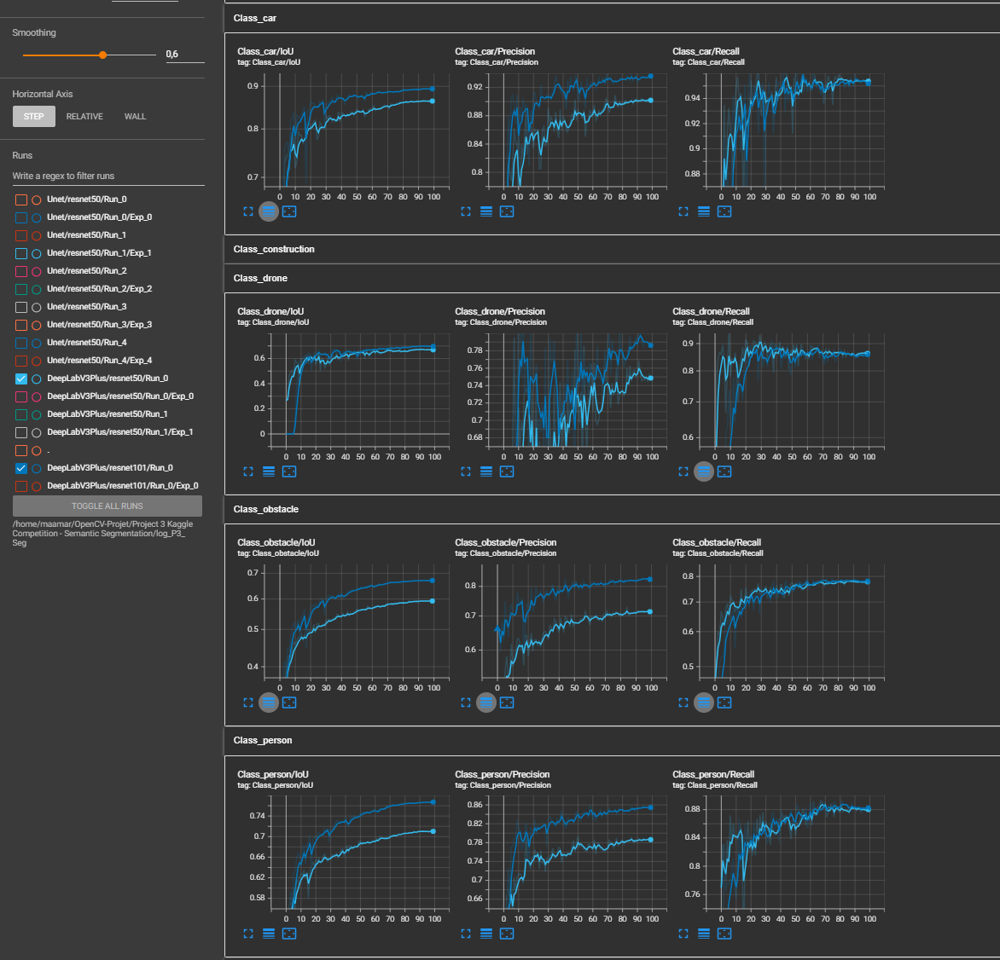 Smoothing
0,6
Horizontal Axis
STEP RELATIVE WALL
Runs
Write a regex to filter runs
Unet/resnet50/Run_0
Unet/resnet50/Run_0/Exp_0
Unet/resnet50/Run_1
Unet/resnet50/Run_1/Exp_1
Unet/resnet50/Run_2
Unet/resnet50/Run_2/Exp_2
Unet/resnet50/Run_3
Unet/resnet50/Run_3/Exp_3
Unet/resnet50/Run_4
Unet/resnet50/Run_4/Exp_4
DeepLabV3Plus/resnet50/Run_0
DeepLabV3Plus/resnet50/Run_0/Exp_0
DeepLabV3Plus/resnet50/Run_1
DeepLabV3Plus/resnet50/Run_1/Exp_1
.
DeepLabV3Plus/resnet101/Run_0
DeepLabV3Plus/resnet101/Run_0/Exp_0
TOGGLE ALL RUNS
/home/maamar/OpenCV-Projet/Project 3 Kaggle
Competition - Semantic Segmentation/log_P3_
Seg
Class_car
Class_car/IoU
tag: Class_car/IoU
0.9
0.8
0.7
0 10 20 30 40 50 60 70 80 90 100
Class_car/Precision
tag: Class_car/Precision
0.92
0.88
0.84
0.8
0 10 20 30 40 50 60 70 80 90 100
Class_car/Recall
tag: Class_car/Recall
0.94
0.92
0.9
0.88
0 10 20 30 40 50 60 70 80 90 100
Class_construction
Class_drone
Class_drone/IoU
tag: Class_drone/IoU
0.6
0.4
0.2
0
0 10 20 30 40 50 60 70 80 90 100
Class_drone/Precision
tag: Class_drone/Precision
0.78
0.76
0.74
0.72
0.7
0.68
0 10 20 30 40 50 60 70 80 90 100
Class_drone/Recall
tag: Class_drone/Recall
0.9
0.8
0.7
0.6
0 10 20 30 40 50 60 70 80 90 100
Class_obstacle
Class_obstacle/IoU
tag: Class_obstacle/IoU
0.7
0.6
0.5
0.4
0 10 20 30 40 50 60 70 80 90 100
Class_obstacle/Precision
tag: Class_obstacle/Precision
0.8
0.7
0.6
0 10 20 30 40 50 60 70 80 90 100
Class_obstacle/Recall
tag: Class_obstacle/Recall
0.8
0.7
0.6
0.5
0 10 20 30 40 50 60 70 80 90 100
Class_person
Class_person/IoU
tag: Class_person/IoU
0.74
0.7
0.66
0.62
0.58
0 10 20 30 40 50 60 70 80 90 100
Class_person/Precision
tag: Class_person/Precision
0.86
0.82
0.78
0.74
0.7
0.66
0 10 20 30 40 50 60 70 80 90 100
Class_person/Recall
tag: Class_person/Recall
0.88
0.84
0.8
0.76
0 10 20 30 40 50 60 70 80 90 100